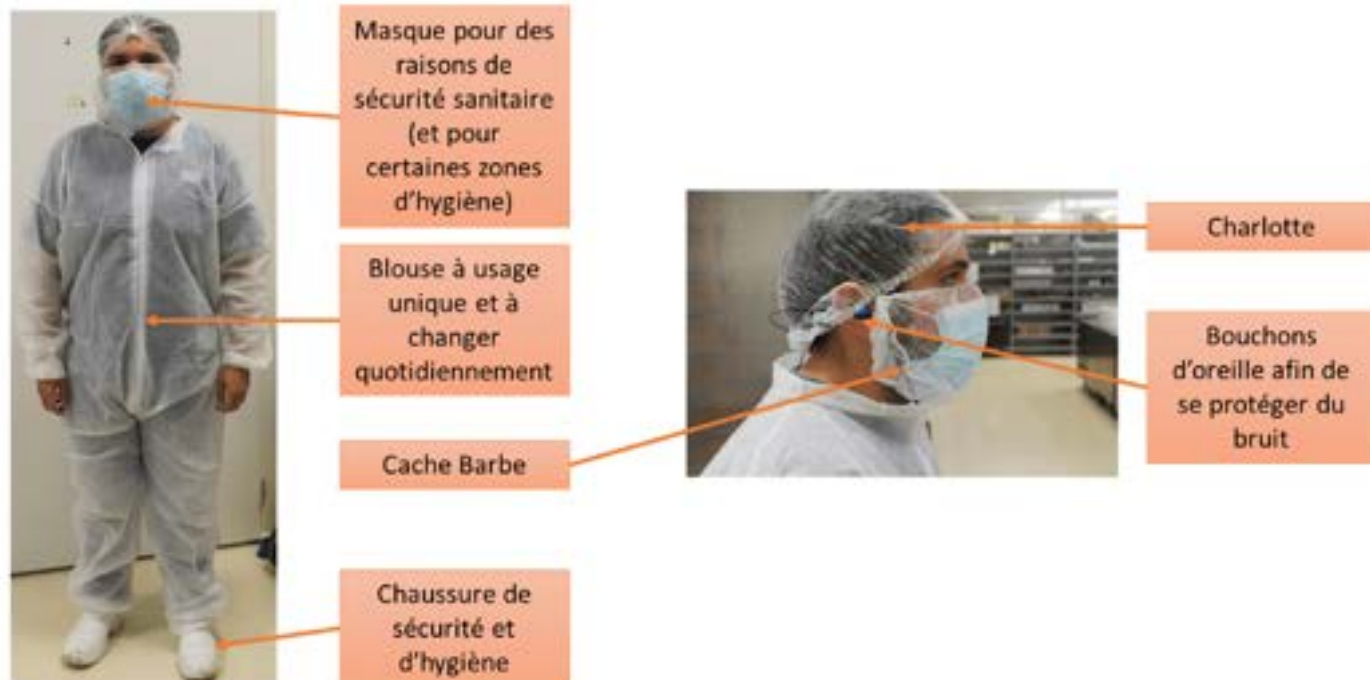 Masque pour des
raisons de
sécurité sanitaire
(et pour
certaines zones
d'hygiène)
Blouse à usage
unique et à
changer
quotidiennement
Cache Barbe
Chaussure de
sécurité et
d'hygiène
Charlotte
Bouchons
d'oreille afin de
se protéger du
bruit